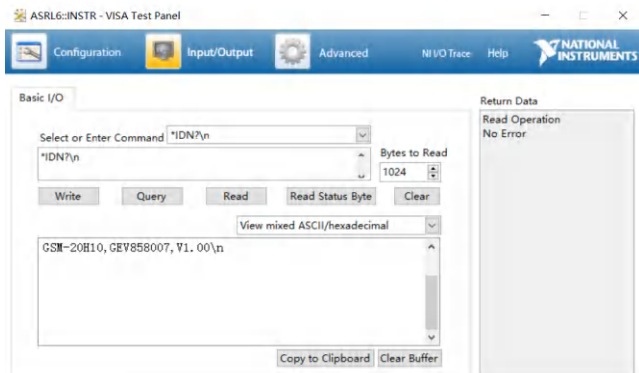 ASRL6::INSTR - VISA Test Panel
Configuration Input/Output Advanced NI I/O Trace Help NATIONAL INSTRUMENTS
Basic I/O
Return Data
Read Operation
No Error
Select or Enter Command *IDN?\n
*IDN?\n
Bytes to Read
1024
Write Query Read Read Status Byte Clear
View mixed ASCII/hexadecimal
GSM-20H10,GEV858007,V1.00\n
Copy to Clipboard Clear Buffer